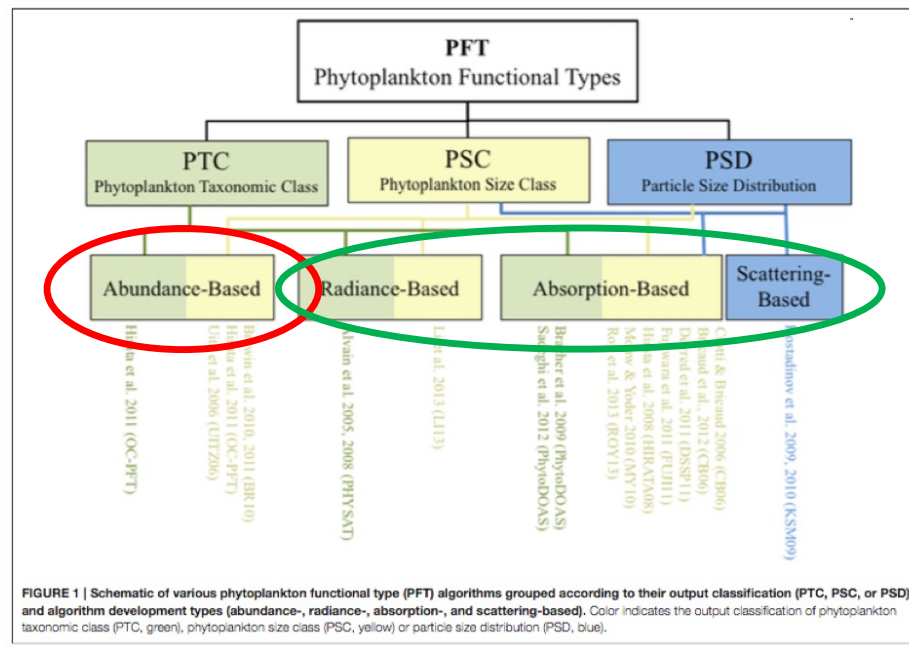 PFT
Phytoplankton Functional Types
PTC
Phytoplankton Taxonomic Class
PSC
Phytoplankton Size Class
PSD
Particle Size Distribution
Abundance-Based
Radiance-Based
Absorption-Based
Scattering-
Based
Hirata et al. 2011 (OC-PFT)
Uitz et al. 2006 (UITZ06)
Hirata et al. 2011 (OC-PFT)
Brewin et al. 2010, 2011 (BR10)
Alvain et al. 2005, 2008 (PHYSAT)
Li et al. 2013 (LI13)
Sadeghi et al. 2012 (PhytoDOAS)
Bracher et al. 2009 (PhytoDOAS)
Roy et al. 2013 (ROY13)
Mouw & Yoder 2010 (MY10)
Hirata et al. 2008 (HIRATA08)
Fujiwara et al. 2011 (FUJI11)
Devred et al. 2011 (DSSP11)
Bricaud et al., 2012 (CB06)
Ciotti & Bricaud 2006 (CB06)
Kostadinov et al. 2009, 2010 (KSM09)
FIGURE 1 | Schematic of various phytoplankton functional type (PFT) algorithms grouped according to their output classification (PTC, PSC, or PSD)
and algorithm development types (abundance-, radiance-, absorption-, and scattering-based). Color indicates the output classification of phytoplankton
taxonomic class (PTC, green), phytoplankton size class (PSC, yellow) or particle size distribution (PSD, blue).